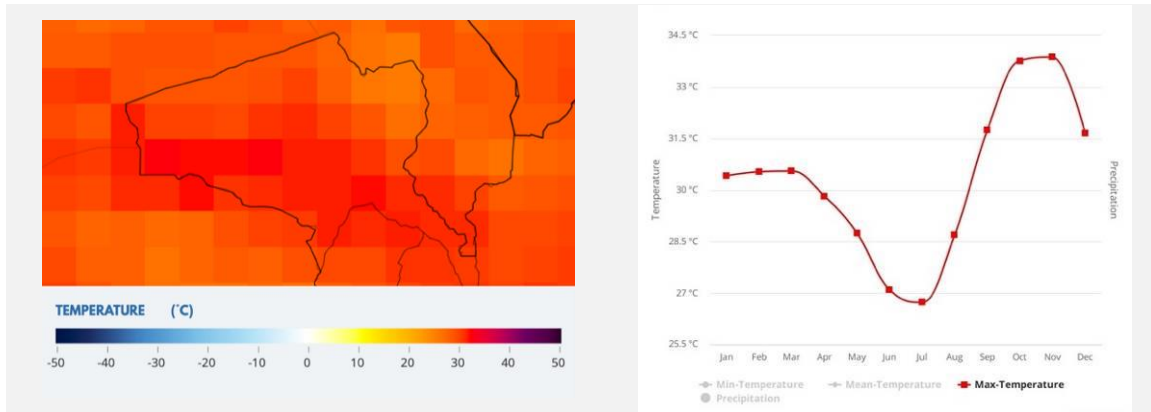 TEMPERATURE (°C)
-50 -40 -30 -20 -10 0 10 20 30 40 50
34.5 °C
33 °C
31.5 °C
30 °C
28.5 °C
27 °C
25.5 °C
Temperature
Precipitation
Jan Feb Mar Apr May Jun Jul Aug Sep Oct Nov Dec
Min-Temperature Mean-Temperature Max-Temperature
Precipitation